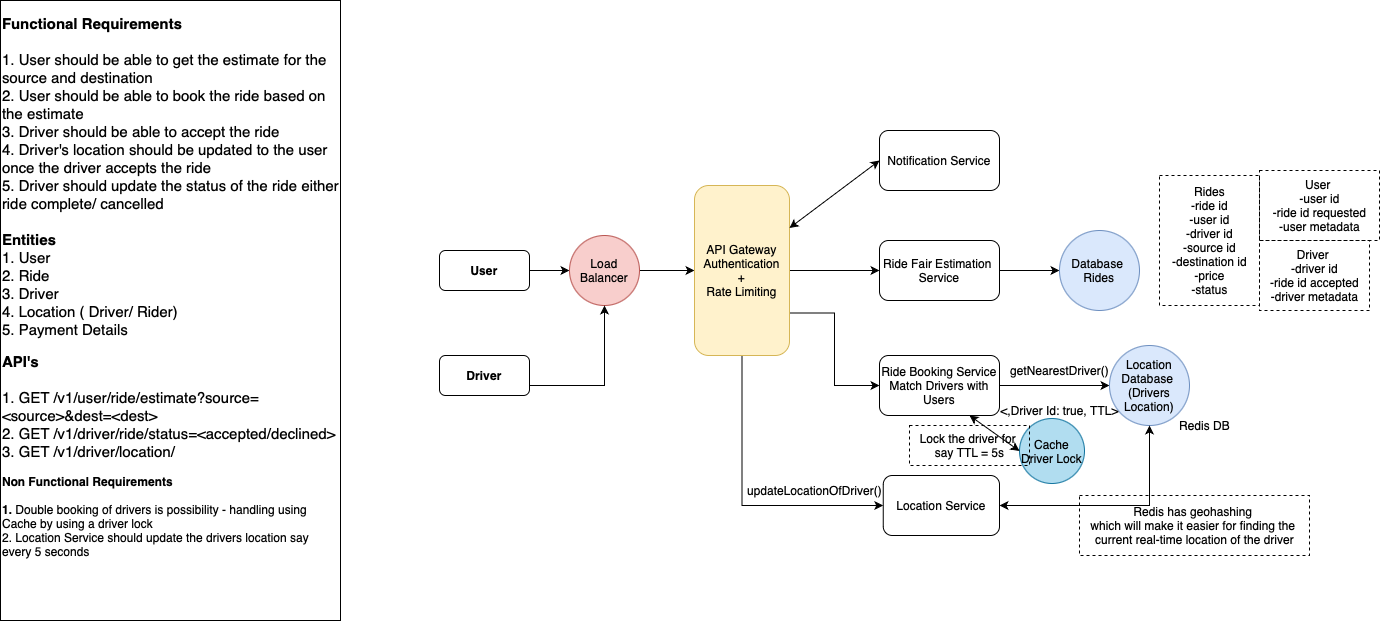 Functional Requirements
1. User should be able to get the estimate for the
source and destination
2. User should be able to book the ride based on
the estimate
3. Driver should be able to accept the ride
4. Driver's location should be updated to the user
once the driver accepts the ride
5. Driver should update the status of the ride either
ride complete/ cancelled
Entities
1. User
2. Ride
3. Driver
4. Location ( Driver/ Rider)
5. Payment Details
API's
1. GET /v1/user/ride/estimate?source=
<source>&dest=<dest>
2. GET /v1/driver/ride/status=<accepted/declined>
3. GET /v1/driver/location/
Non Functional Requirements
1. Double booking of drivers is possibility - handling using
Cache by using a driver lock
2. Location Service should update the drivers location say
every 5 seconds
User
Driver
Load
Balancer
API Gateway
Authentication
+
Rate Limiting
Notification Service
Ride Fair Estimation
Service
Database
Rides
Rides
-ride id
-user id
-driver id
-source id
-destination id
-price
-status
User
-user id
-ride id requested
-user metadata
Driver
-driver id
-ride id accepted
-driver metadata
Ride Booking Service
Match Drivers with
Users
getNearestDriver()
Location
Database
(Drivers
Location)
Redis DB
<,Driver Id: true, TTL>
Lock the driver for
say TTL = 5s
Cache
Driver Lock
updateLocationOfDriver()
Location Service
Redis has geohashing
which will make it easier for finding the
current real-time location of the driver